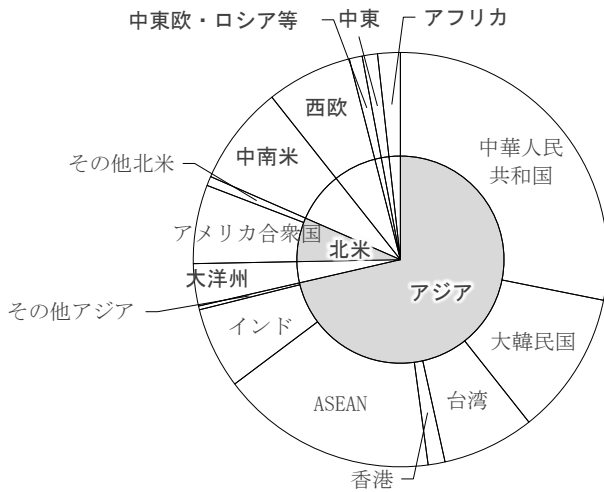 中東欧・ロシア等
中東
アフリカ
西欧
中華人民
共和国
その他北米
中南米
アメリカ合衆国
北米
大洋州
アジア
その他アジア
インド
大韓民国
ASEAN
台湾
香港